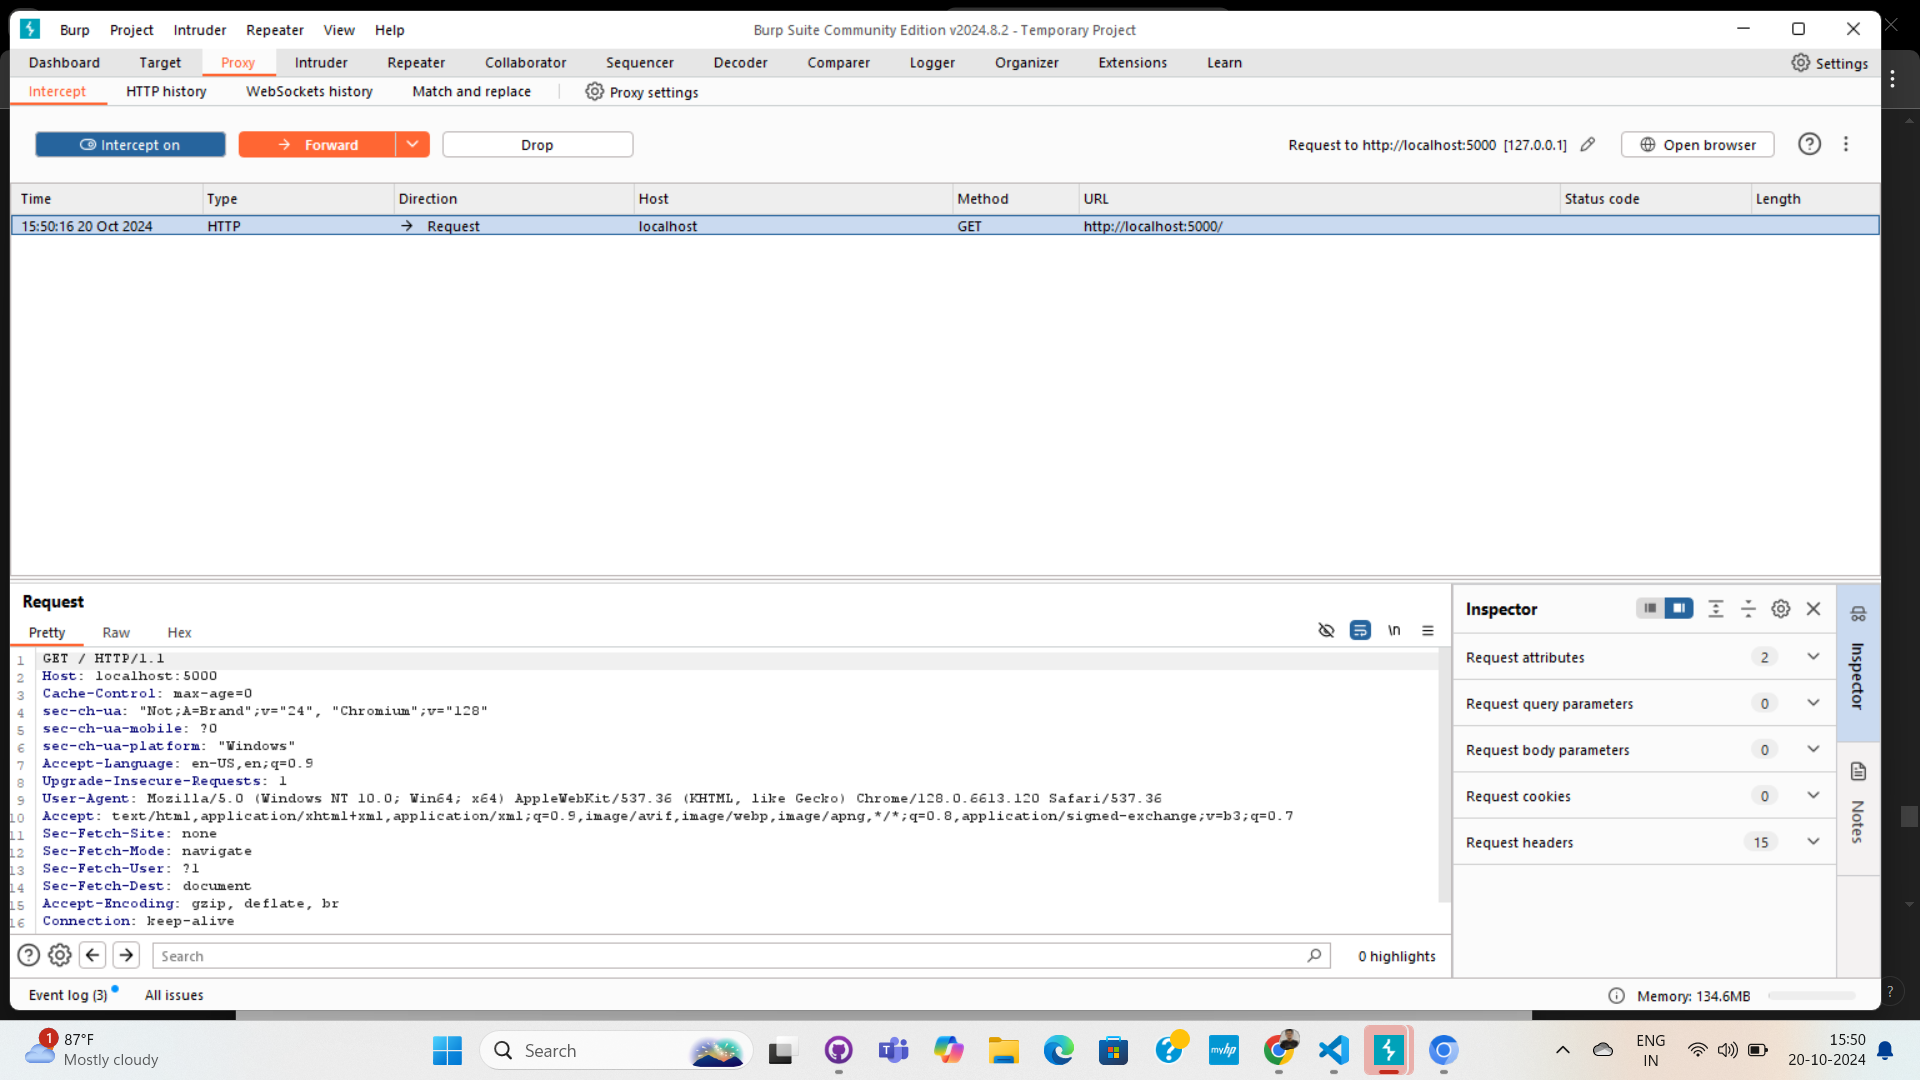 Burp Project Intruder Repeater View Help Burp Suite Community Edition v2024.8.2 - Temporary Project
Dashboard Target Proxy Intruder Repeater Collaborator Sequencer Decoder Comparer Logger Organizer Extensions Learn Settings
Intercept HTTP history WebSockets history Match and replace Proxy settings
Intercept on Forward Drop Request to http://localhost:5000 [127.0.0.1] Open browser
Time Type Direction Host Method URL Status code Length
15:50:16 20 Oct 2024 HTTP → Request localhost GET http://localhost:5000/
Request
Pretty Raw Hex \n
1 GET / HTTP/1.1
2 Host: localhost:5000
3 Cache-Control: max-age=0
4 sec-ch-ua: "Not;A=Brand";v="24", "Chromium";v="128"
5 sec-ch-ua-mobile: ?0
6 sec-ch-ua-platform: "Windows"
7 Accept-Language: en-US,en;q=0.9
8 Upgrade-Insecure-Requests: 1
9 User-Agent: Mozilla/5.0 (Windows NT 10.0; Win64; x64) AppleWebKit/537.36 (KHTML, like Gecko) Chrome/128.0.6613.120 Safari/537.36
10 Accept: text/html,application/xhtml+xml,application/xml;q=0.9,image/avif,image/webp,image/apng,*/*;q=0.8,application/signed-exchange;v=b3;q=0.7
11 Sec-Fetch-Site: none
12 Sec-Fetch-Mode: navigate
13 Sec-Fetch-User: ?1
14 Sec-Fetch-Dest: document
15 Accept-Encoding: gzip, deflate, br
16 Connection: keep-alive
Search 0 highlights
Inspector
Request attributes 2
Request query parameters 0
Request body parameters 0
Request cookies 0
Request headers 15
Inspector
Notes
Event log (3) All issues Memory: 134.6MB
1 87°F
Mostly cloudy
Search
myhp
ENG
IN
15:50
20-10-2024